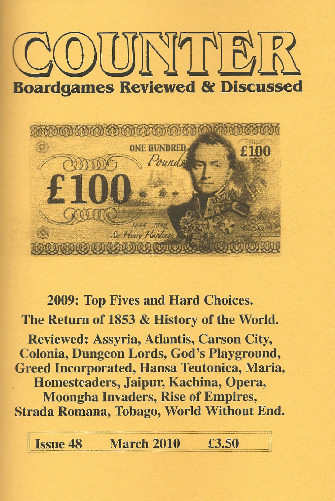 COUNTER
Boardgames Reviewed & Discussed
ONE HUNDRED
Pounds
£100
£100
Sir Henry Hardinge
2009: Top Fives and Hard Choices.
The Return of 1853 & History of the World.
Reviewed: Assyria, Atlantis, Carson City,
Colonia, Dungeon Lords, God's Playground,
Greed Incorporated, Hansa Teutonica, Maria,
Homesteaders, Jaipur, Kachina, Opera,
Moongha Invaders, Rise of Empires,
Strada Romana, Tobago, World Without End.
Issue 48 March 2010 £3.50